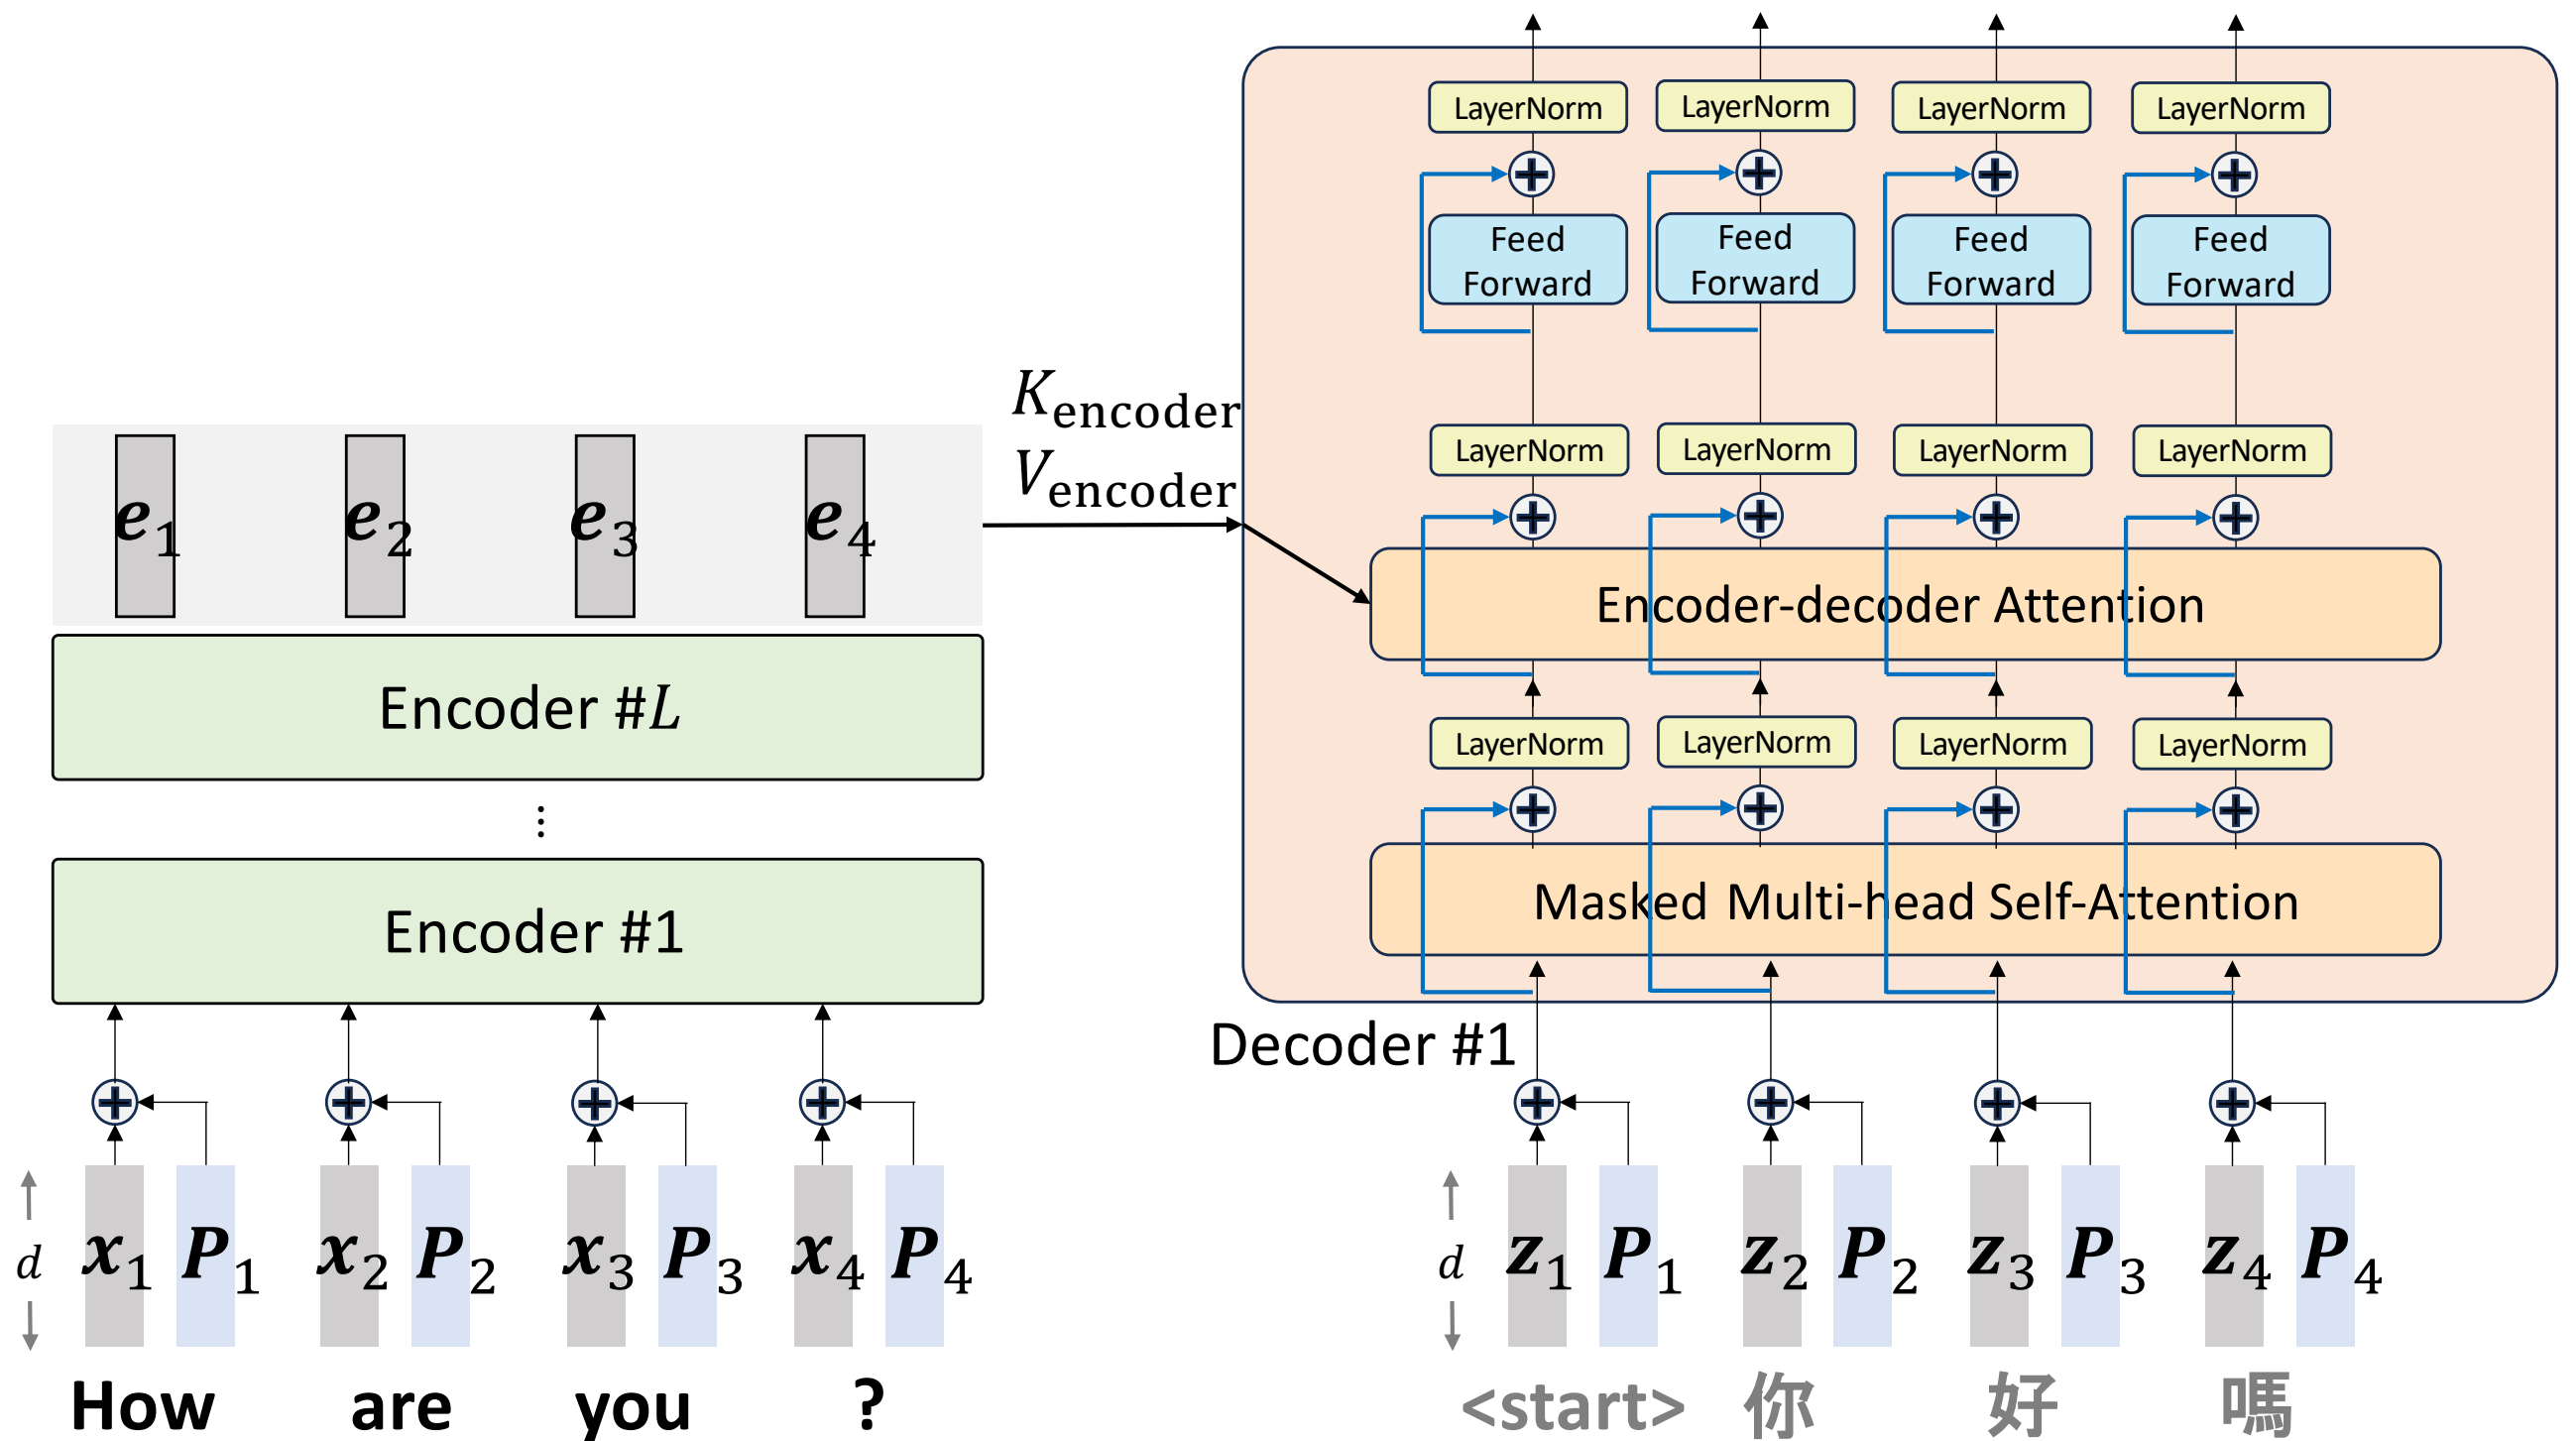 LayerNorm LayerNorm LayerNorm LayerNorm
Feed Forward Feed Forward Feed Forward Feed Forward
K_encoder
V_encoder
LayerNorm LayerNorm LayerNorm LayerNorm
e_1 e_2 e_3 e_4
Encoder-decoder Attention
Encoder #L
LayerNorm LayerNorm LayerNorm LayerNorm
⋮
Encoder #1
Masked Multi-head Self-Attention
Decoder #1
d x_1 P_1 x_2 P_2 x_3 P_3 x_4 P_4
d z_1 P_1 z_2 P_2 z_3 P_3 z_4 P_4
How are you ?
<start> 你 好 嗎